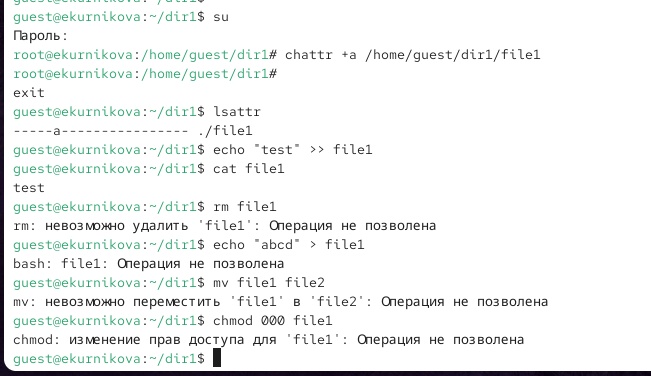 guest@ekurnikova:~/dir1$ su
Пароль:
root@ekurnikova:/home/guest/dir1# chattr +a /home/guest/dir1/file1
root@ekurnikova:/home/guest/dir1#
exit
guest@ekurnikova:~/dir1$ lsattr
-----a---------------- ./file1
guest@ekurnikova:~/dir1$ echo "test" >> file1
guest@ekurnikova:~/dir1$ cat file1
test
guest@ekurnikova:~/dir1$ rm file1
rm: невозможно удалить 'file1': Операция не позволена
guest@ekurnikova:~/dir1$ echo "abcd" > file1
bash: file1: Операция не позволена
guest@ekurnikova:~/dir1$ mv file1 file2
mv: невозможно переместить 'file1' в 'file2': Операция не позволена
guest@ekurnikova:~/dir1$ chmod 000 file1
chmod: изменение прав доступа для 'file1': Операция не позволена
guest@ekurnikova:~/dir1$